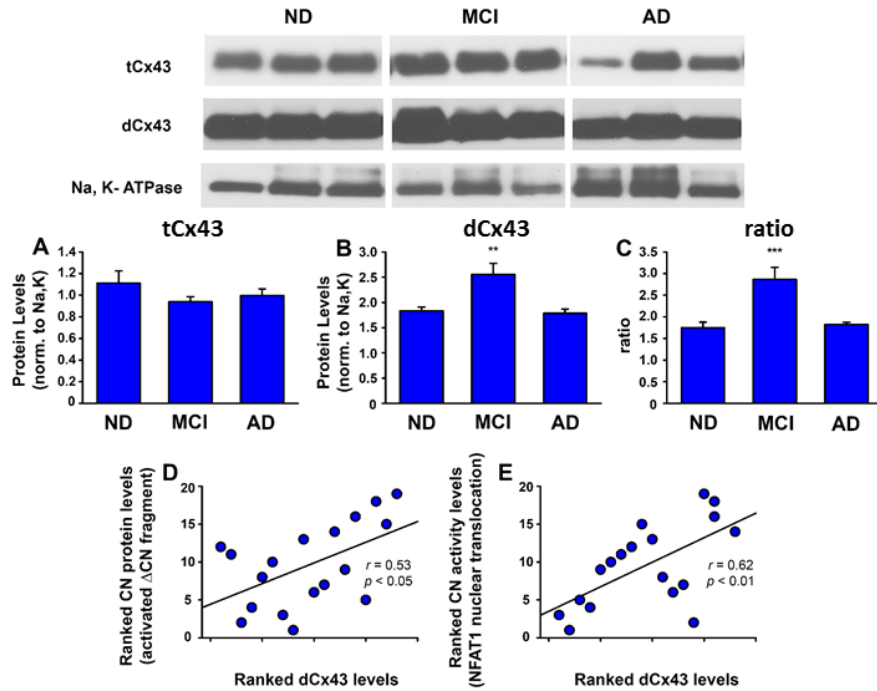 ND MCI AD
tCx43
dCx43
Na, K- ATPase
A tCx43
Protein Levels
(norm. to Na,K)
1.4
1.2
1.0
0.8
0.6
0.4
0.2
0
ND MCI AD
B dCx43
Protein Levels
(norm. to Na,K)
3.0
2.5
2.0
1.5
1.0
0.5
0
**
ND MCI AD
C ratio
ratio
3.5
3.0
2.5
2.0
1.5
1.0
0.5
0
***
ND MCI AD
D
Ranked CN protein levels
(activated ΔCN fragment)
20
15
10
5
0
r = 0.53
p < 0.05
Ranked dCx43 levels
E
Ranked CN activity levels
(NFAT1 nuclear translocation)
20
15
10
5
0
r = 0.62
p < 0.01
Ranked dCx43 levels